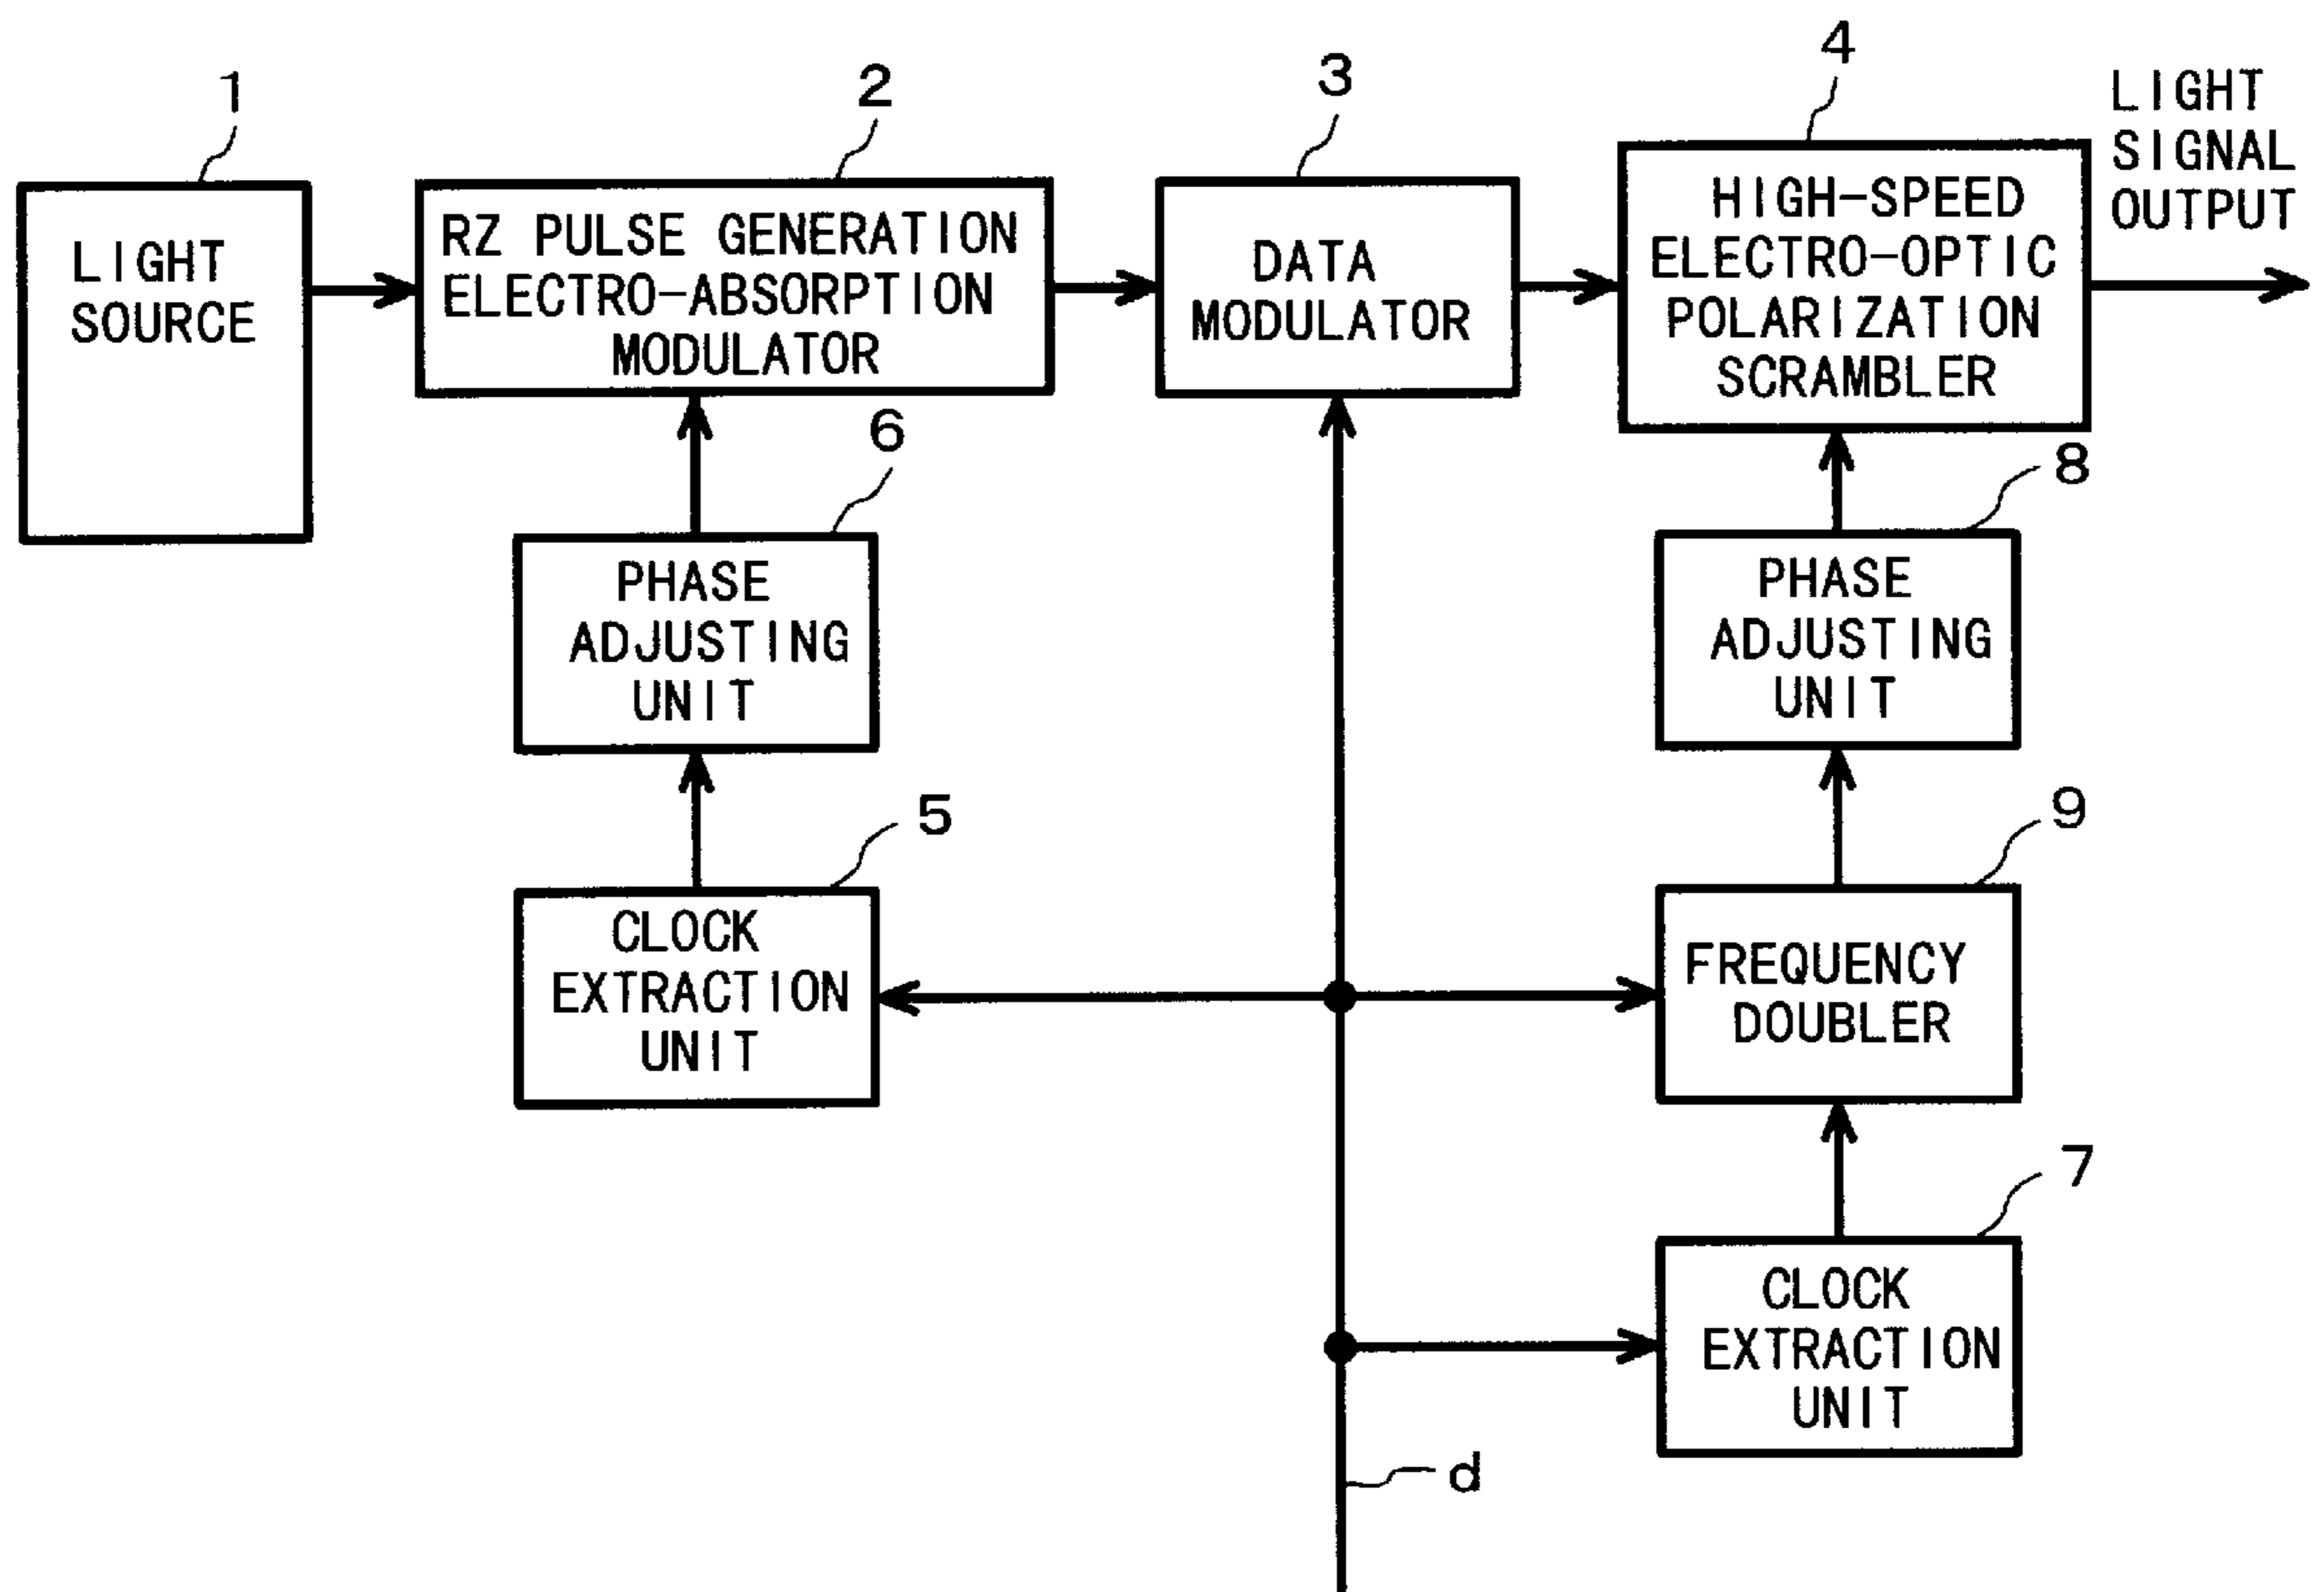 1
2
3
4
LIGHT
SIGNAL
OUTPUT
LIGHT
SOURCE
RZ PULSE GENERATION
ELECTRO-ABSORPTION
MODULATOR
DATA
MODULATOR
HIGH-SPEED
ELECTRO-OPTIC
POLARIZATION
SCRAMBLER
6
8
PHASE
ADJUSTING
UNIT
PHASE
ADJUSTING
UNIT
5
9
CLOCK
EXTRACTION
UNIT
FREQUENCY
DOUBLER
7
CLOCK
EXTRACTION
UNIT
d